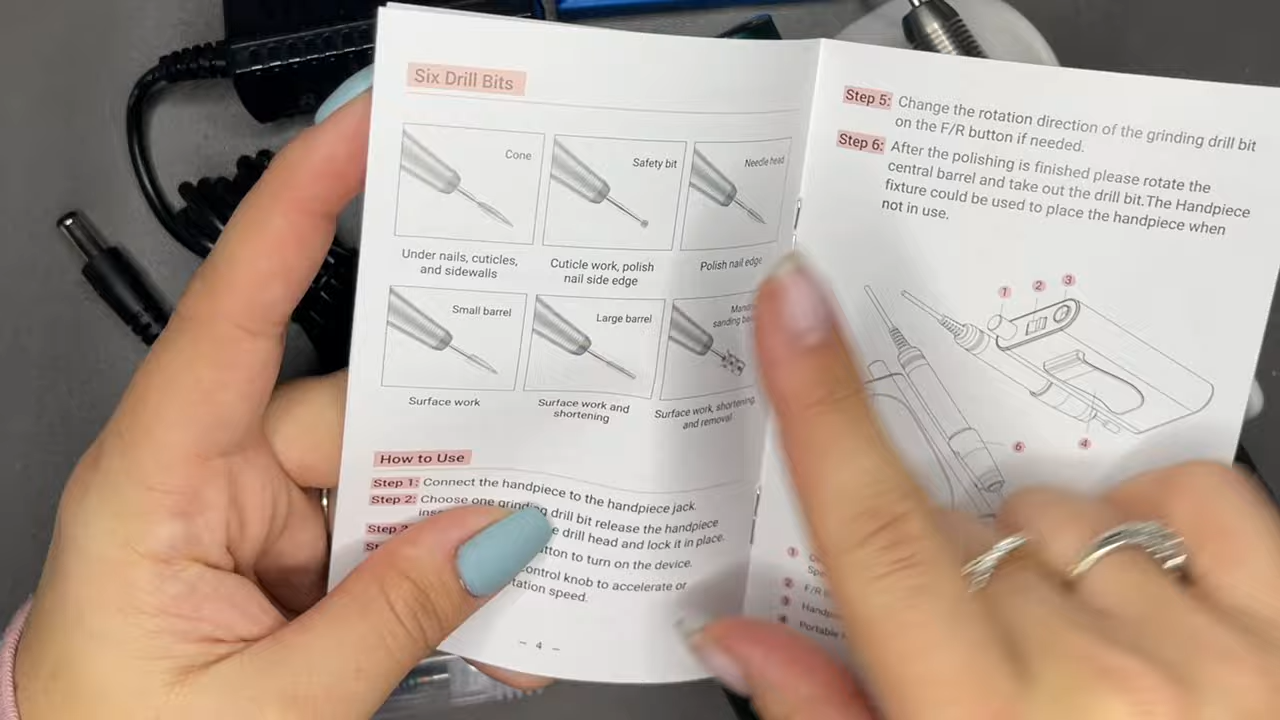 Six Drill Bits
Cone
Safety bit
Needle head
Under nails, cuticles,
and sidewalls
Cuticle work, polish
nail side edge
Polish nail edge
Small barrel
Large barrel
sanding
Surface work
Surface work and
shortening
Surface work, shortening,
and removal
How to Use
Step 1: Connect the handpiece to the handpiece jack.
Step 2: Choose one grinding drill bit release the handpiece
drill head and lock it in place.
to turn on the device.
control knob to accelerate or
speed.
- 4 -
Step 5: Change the rotation direction of the grinding drill bit
on the F/R button if needed.
Step 6: After the polishing is finished please rotate the
central barrel and take out the drill bit.The Handpiece
fixture could be used to place the handpiece when
not in use.
1
2
3
4
6
1
2 F/R
3
4 Portable